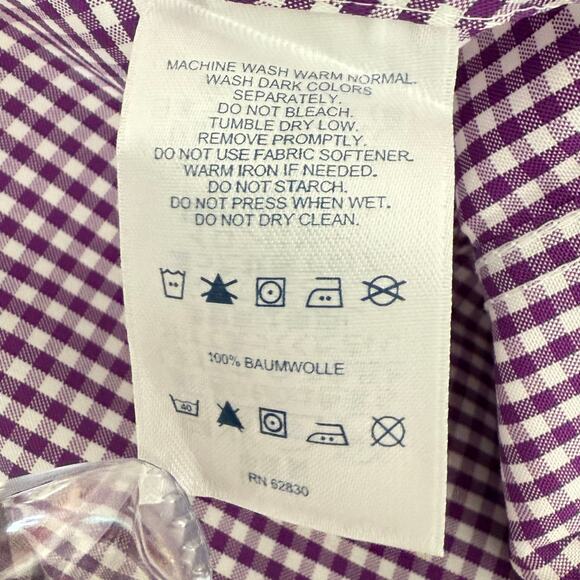 MACHINE WASH WARM NORMAL.
WASH DARK COLORS
SEPARATELY.
DO NOT BLEACH.
TUMBLE DRY LOW.
REMOVE PROMPTLY.
DO NOT USE FABRIC SOFTENER.
WARM IRON IF NEEDED.
DO NOT STARCH.
DO NOT PRESS WHEN WET.
DO NOT DRY CLEAN.
100% BAUMWOLLE
40
RN 62830